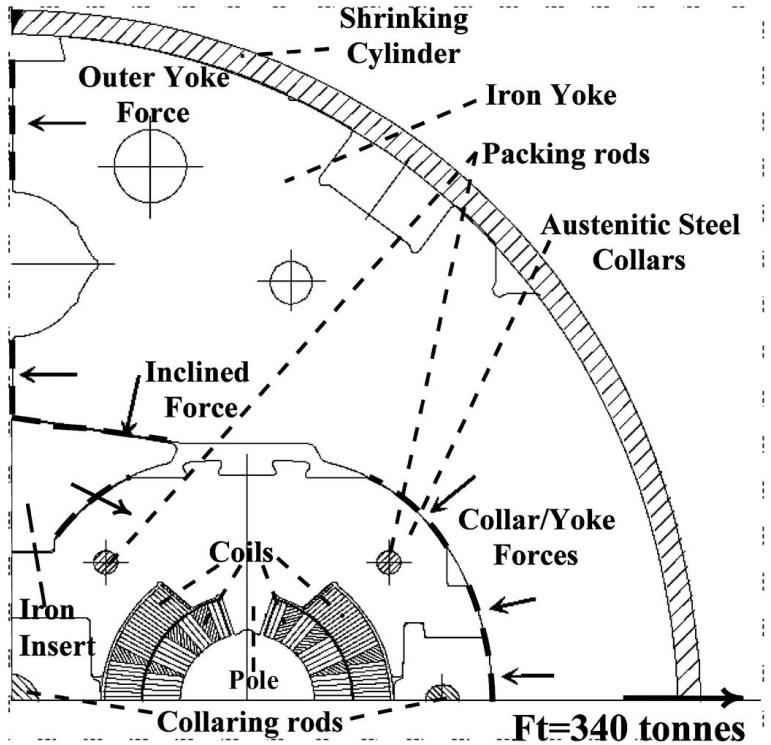 Shrinking
Cylinder
Outer Yoke
Force
Iron Yoke
Packing rods
Austenitic Steel
Collars
Inclined
Force
Collar/Yoke
Forces
Coils
Iron
Insert
Pole
Collaring rods
Ft=340 tonnes